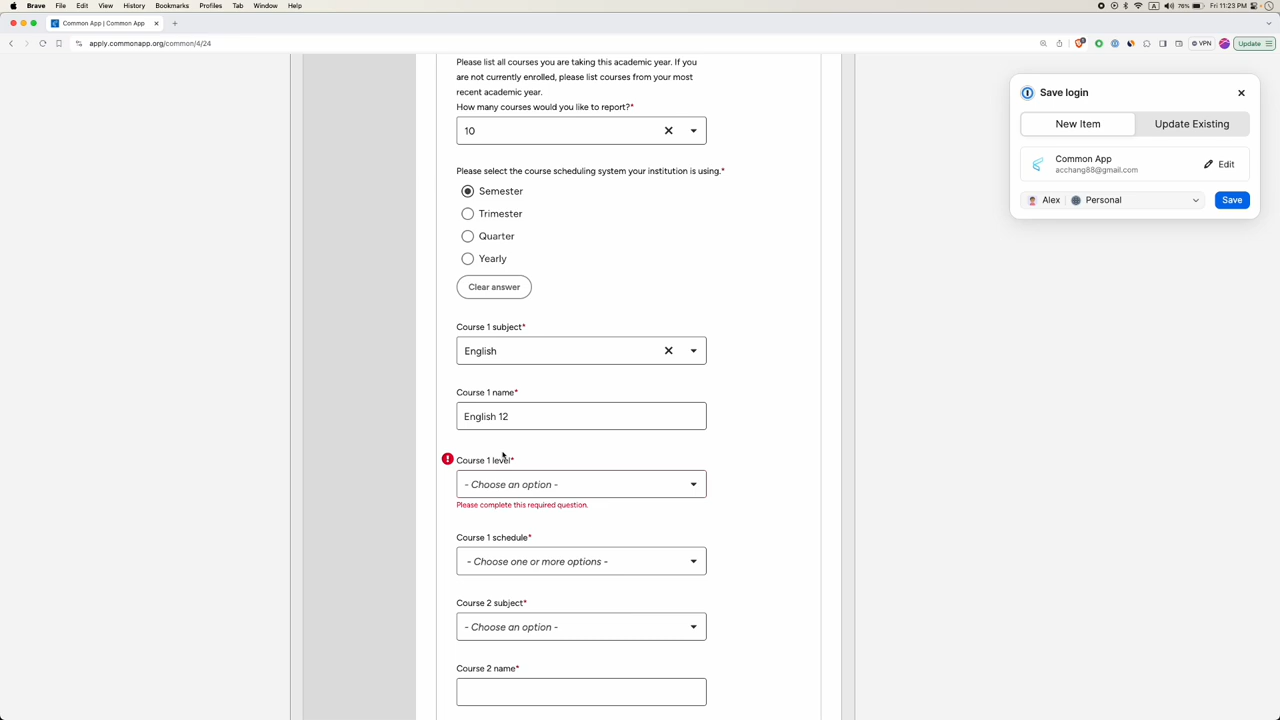 Brave File Edit View History Bookmarks Profiles Tab Window Help
76% Fri 11:23 PM
Common App | Common App
apply.commonapp.org/common/4/24
VPN
Update
Please list all courses you are taking this academic year. If you
are not currently enrolled, please list courses from your most
recent academic year.
How many courses would you like to report?*
10
Please select the course scheduling system your institution is using.*
Semester
Trimester
Quarter
Yearly
Clear answer
Course 1 subject*
English
Course 1 name*
English 12
Course 1 level*
- Choose an option -
Please complete this required question.
Course 1 schedule*
- Choose one or more options -
Course 2 subject*
- Choose an option -
Course 2 name*
Save login
New Item Update Existing
Common App
acchang88@gmail.com
Edit
Alex Personal
Save